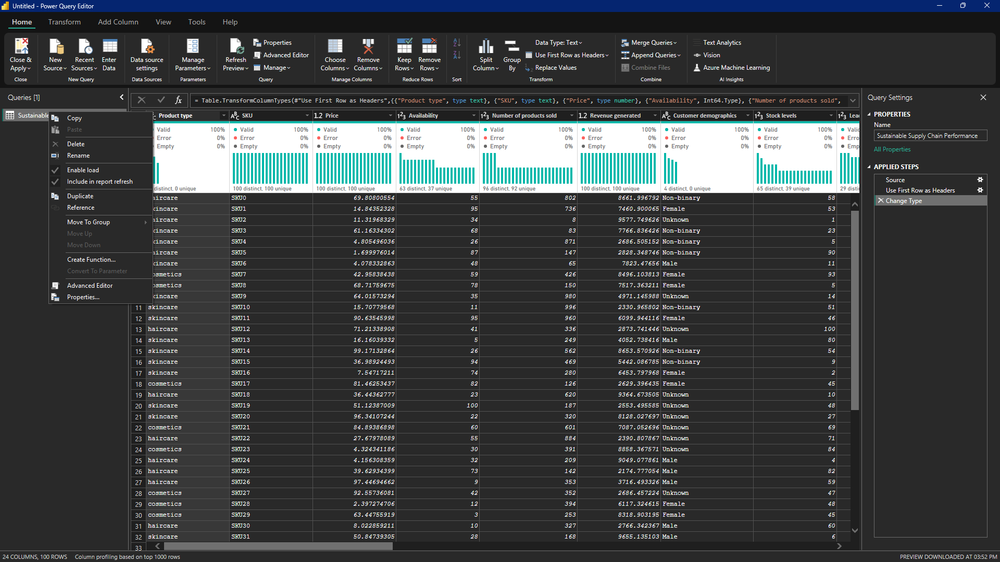 Untitled - Power Query Editor
Home Transform Add Column View Tools Help
Close & Apply
New Source
Recent Sources
Enter Data
Data source settings
Manage Parameters
Refresh Preview
Properties
Advanced Editor
Manage
Choose Columns
Remove Columns
Keep Rows
Remove Rows
Split Column
Group By
Data Type: Text
Use First Row as Headers
Replace Values
Merge Queries
Append Queries
Combine Files
Text Analytics
Vision
Azure Machine Learning
Close New Query Data Sources Parameters Query Manage Columns Reduce Rows Sort Transform Combine AI Insights
Queries [1]
Sustainable
Copy
Paste
Delete
Rename
Enable load
Include in report refresh
Duplicate
Reference
Move To Group
Move Up
Move Down
Create Function...
Convert To Parameter
Advanced Editor
Properties...
= Table.TransformColumnTypes(#"Use First Row as Headers",{{"Product type", type text}, {"SKU", type text}, {"Price", type number}, {"Availability", Int64.Type}, {"Number of products sold",
Product type ABC SKU 1.2 Price 123 Availability 123 Number of products sold 1.2 Revenue generated ABC Customer demographics 123 Stock levels 123 Lea
Valid 100% Valid 100% Valid 100% Valid 100% Valid 100% Valid 100% Valid 100% Valid 100% Valid
Error 0% Error 0% Error 0% Error 0% Error 0% Error 0% Error 0% Error 0% Erro
Empty 0% Empty 0% Empty 0% Empty 0% Empty 0% Empty 0% Empty 0% Empty 0% Emp
distinct, 0 unique 100 distinct, 100 unique 100 distinct, 100 unique 63 distinct, 37 unique 96 distinct, 92 unique 100 distinct, 100 unique 4 distinct, 0 unique 65 distinct, 39 unique 29 disti
aircare SKU0 69.80800554 55 802 8661.996792 Non-binary 58
kincare SKU1 14.84352328 95 736 7460.900065 Female 53
aircare SKU2 11.31968329 34 8 9577.749626 Unknown 1
kincare SKU3 61.16334302 68 83 7766.836426 Non-binary 23
kincare SKU4 4.805496036 26 871 2686.505152 Non-binary 5
aircare SKU5 1.699976014 87 147 2828.348746 Non-binary 90
kincare SKU6 4.078332863 48 65 7823.47656 Male 11
osmetics SKU7 42.95838438 59 426 8496.103813 Female 93
osmetics SKU8 68.71759675 78 150 7517.363211 Female 5
kincare SKU9 64.01573294 35 980 4971.145988 Unknown 14
11 skincare SKU10 15.70779568 11 996 2330.965802 Non-binary 51
12 skincare SKU11 90.63545998 95 960 6099.944116 Female 46
13 haircare SKU12 71.21338908 41 336 2873.741446 Unknown 100
14 skincare SKU13 16.16039332 5 249 4052.738416 Male 80
15 skincare SKU14 99.17132864 26 562 8653.570926 Non-binary 54
16 skincare SKU15 36.98924493 94 469 5442.086785 Non-binary 9
17 skincare SKU16 7.54717211 74 280 6453.797968 Female 2
18 cosmetics SKU17 81.46253437 82 126 2629.396435 Female 45
19 haircare SKU18 36.44362777 23 620 9364.673505 Unknown 10
20 skincare SKU19 51.12387009 100 187 2553.495585 Unknown 48
21 skincare SKU20 96.34107244 22 320 8128.027697 Unknown 27
22 cosmetics SKU21 84.89386898 60 601 7087.052696 Unknown 69
23 haircare SKU22 27.67978089 55 884 2390.807867 Unknown 71
24 cosmetics SKU23 4.324341186 30 391 8858.367571 Unknown 84
25 haircare SKU24 4.156308359 32 209 9049.077861 Male 4
26 haircare SKU25 39.62934399 73 142 2174.777054 Male 82
27 haircare SKU26 97.44694662 9 353 3716.493326 Male 59
28 cosmetics SKU27 92.55736081 42 352 2686.457224 Unknown 47
29 cosmetics SKU28 2.397274706 12 394 6117.324615 Female 48
30 cosmetics SKU29 63.44755919 3 253 8318.903195 Female 45
31 haircare SKU30 8.022859211 10 327 2766.342367 Male 60
32 skincare SKU31 50.84739305 28 168 9655.135103 Male 6
33
Query Settings
PROPERTIES
Name
Sustainable Supply Chain Performance
All Properties
APPLIED STEPS
Source
Use First Row as Headers
Change Type
24 COLUMNS, 100 ROWS Column profiling based on top 1000 rows
PREVIEW DOWNLOADED AT 03:52 PM